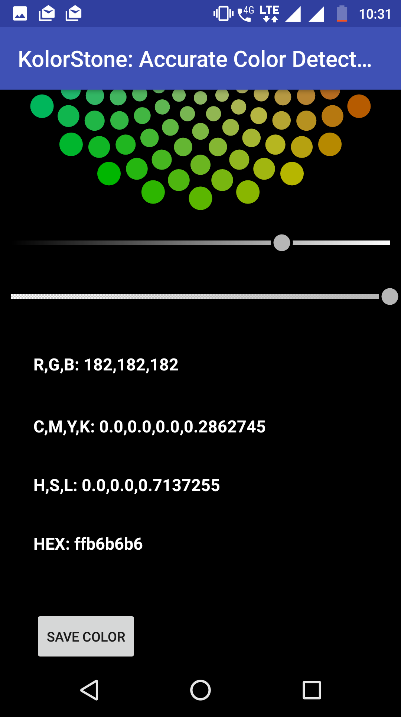 4G LTE 10:31
KolorStone: Accurate Color Detect...
R,G,B: 182,182,182
C,M,Y,K: 0.0,0.0,0.0,0.2862745
H,S,L: 0.0,0.0,0.7137255
HEX: ffb6b6b6
SAVE COLOR